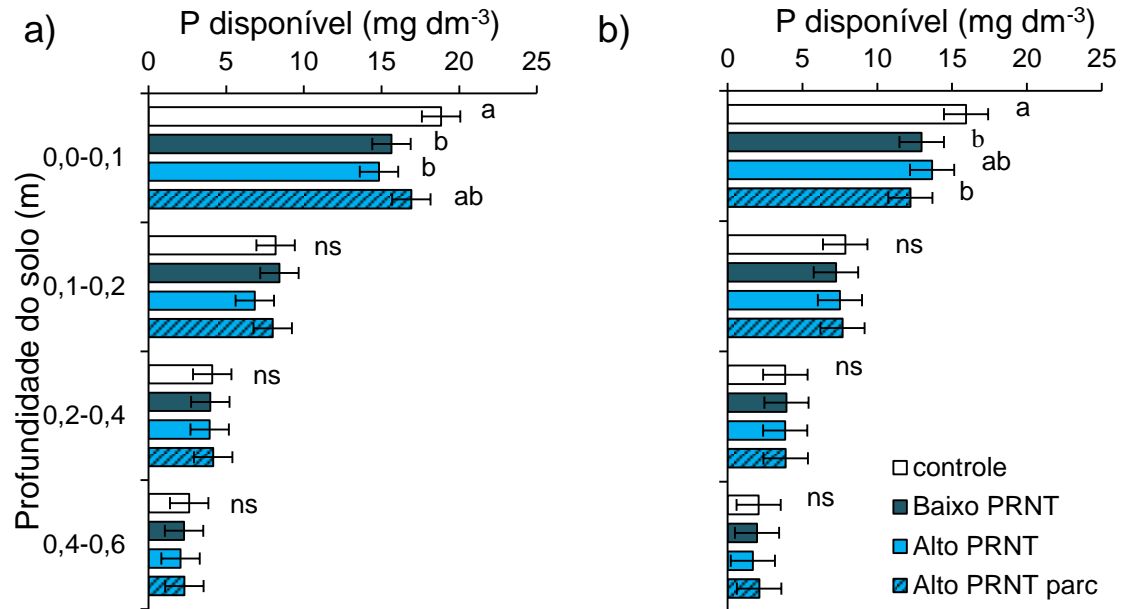 a) P disponível (mg dm-3)
0 5 10 15 20 25
Profundidade do solo (m)
0,0-0,1
a
b
b
ab
0,1-0,2
ns
0,2-0,4
ns
0,4-0,6
ns
b) P disponível (mg dm-3)
0 5 10 15 20 25
a
b
ab
b
ns
ns
ns
controle
Baixo PRNT
Alto PRNT
Alto PRNT parc